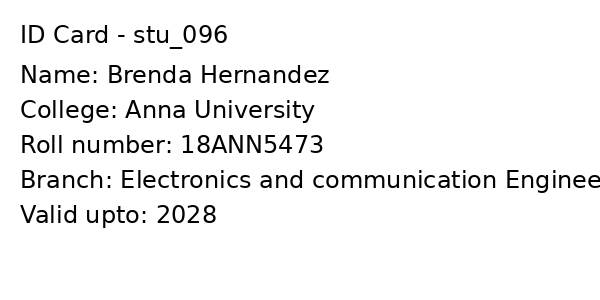 ID Card - stu_096
Name: Brenda Hernandez
College: Anna University
Roll number: 18ANN5473
Branch: Electronics and communication Enginee
Valid upto: 2028